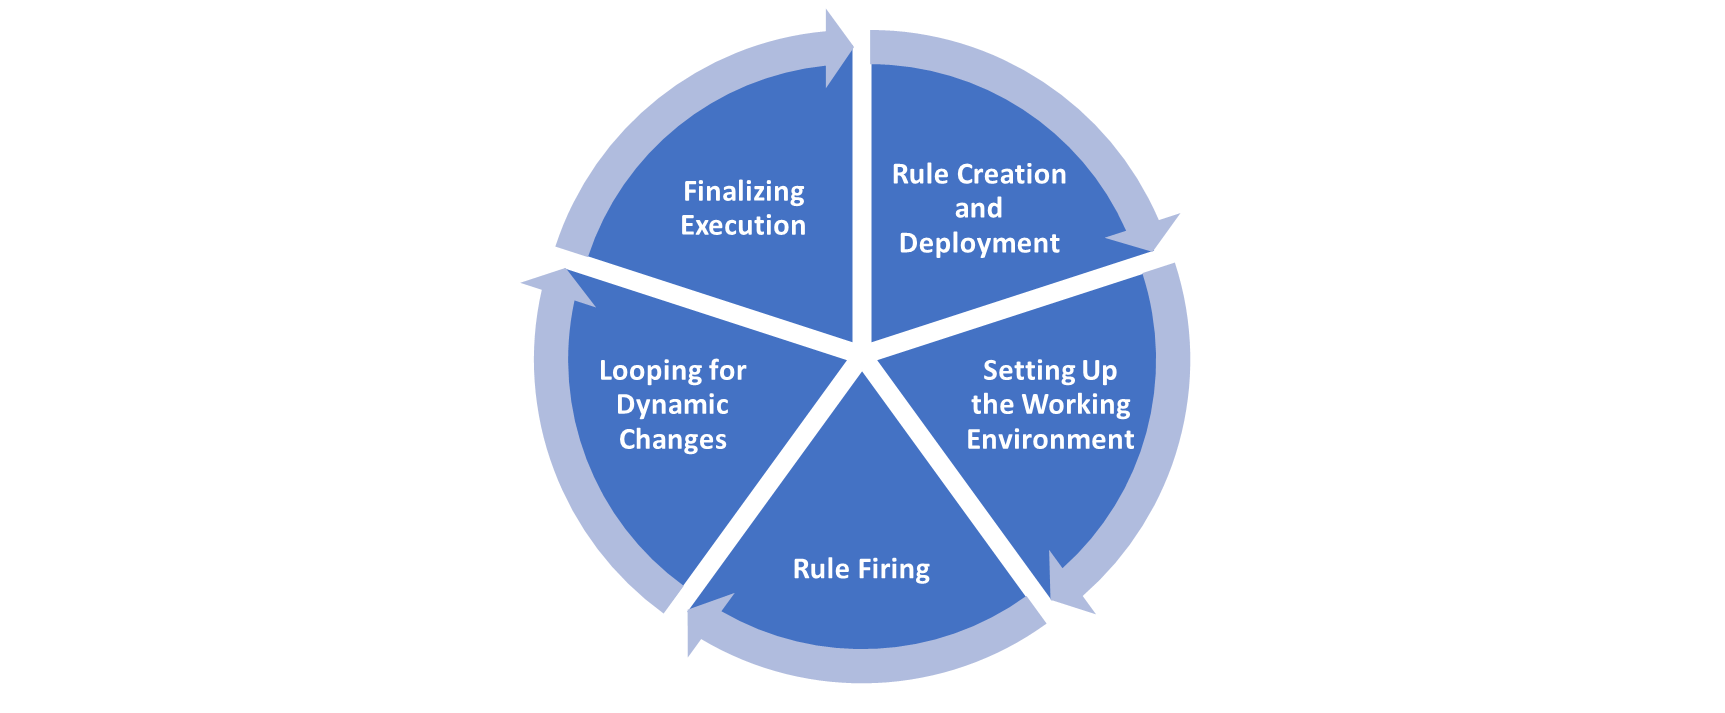 Rule Creation
and
Deployment
Setting Up
the Working
Environment
Rule Firing
Looping for
Dynamic
Changes
Finalizing
Execution